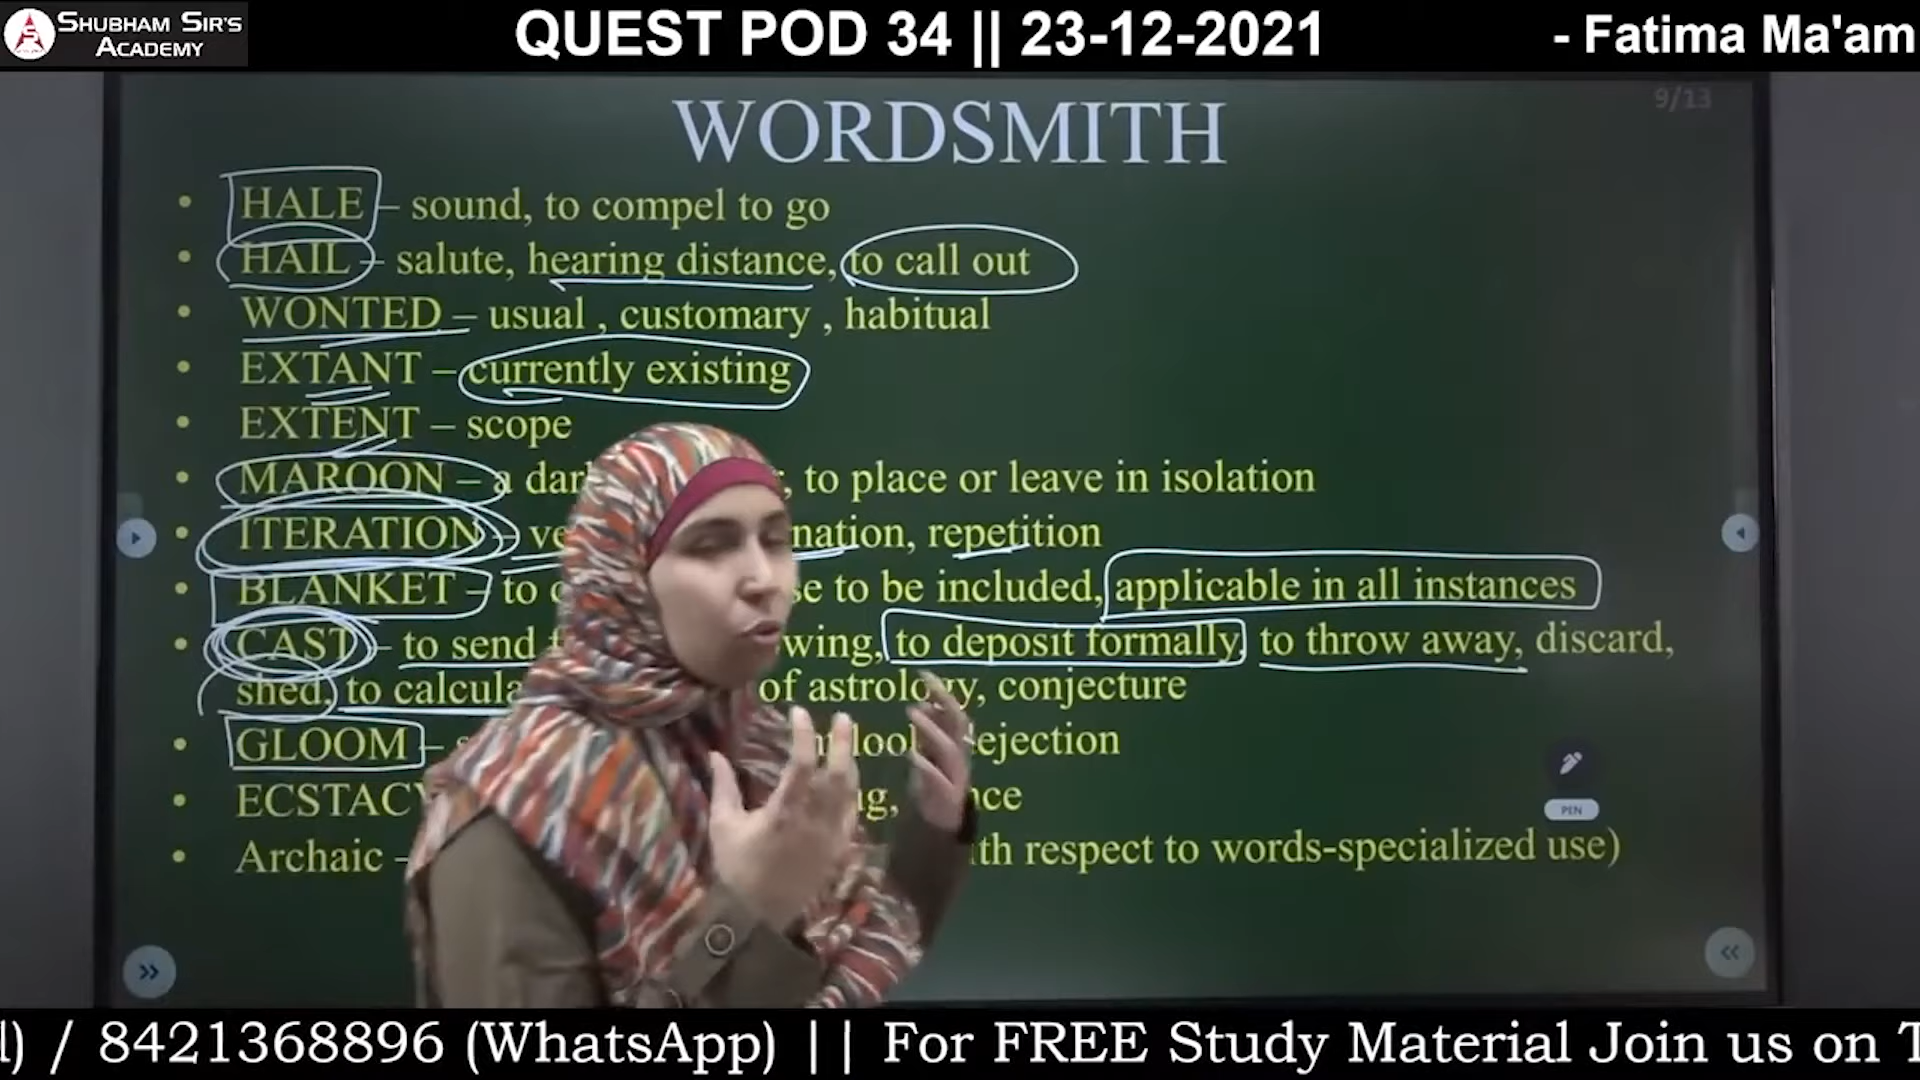 SHUBHAM SIR'S
ACADEMY
QUEST POD 34 || 23-12-2021
- Fatima Ma'am
9/13
WORDSMITH
• HALE – sound, to compel to go
• HAIL – salute, hearing distance, to call out
• WONTED – usual , customary , habitual
• EXTANT – currently existing
• EXTENT – scope
• MAROON – a dar , to place or leave in isolation
• ITERATION – ve nation, repetition
• BLANKET – to se to be included, applicable in all instances
• CAST – to send wing, to deposit formally, to throw away, discard,
shed, to calcula of astrology, conjecture
• GLOOM – look ejection
• ECSTACY
• Archaic – ith respect to words-specialized use)
PEN
) / 8421368896 (WhatsApp) || For FREE Study Material Join us on T